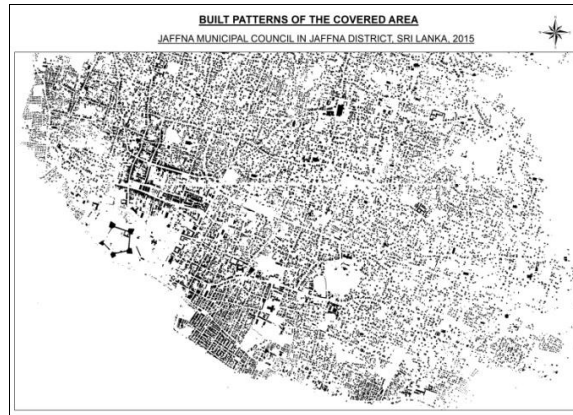 BUILT PATTERNS OF THE COVERED AREA
JAFFNA MUNICIPAL COUNCIL IN JAFFNA DISTRICT, SRI LANKA, 2015